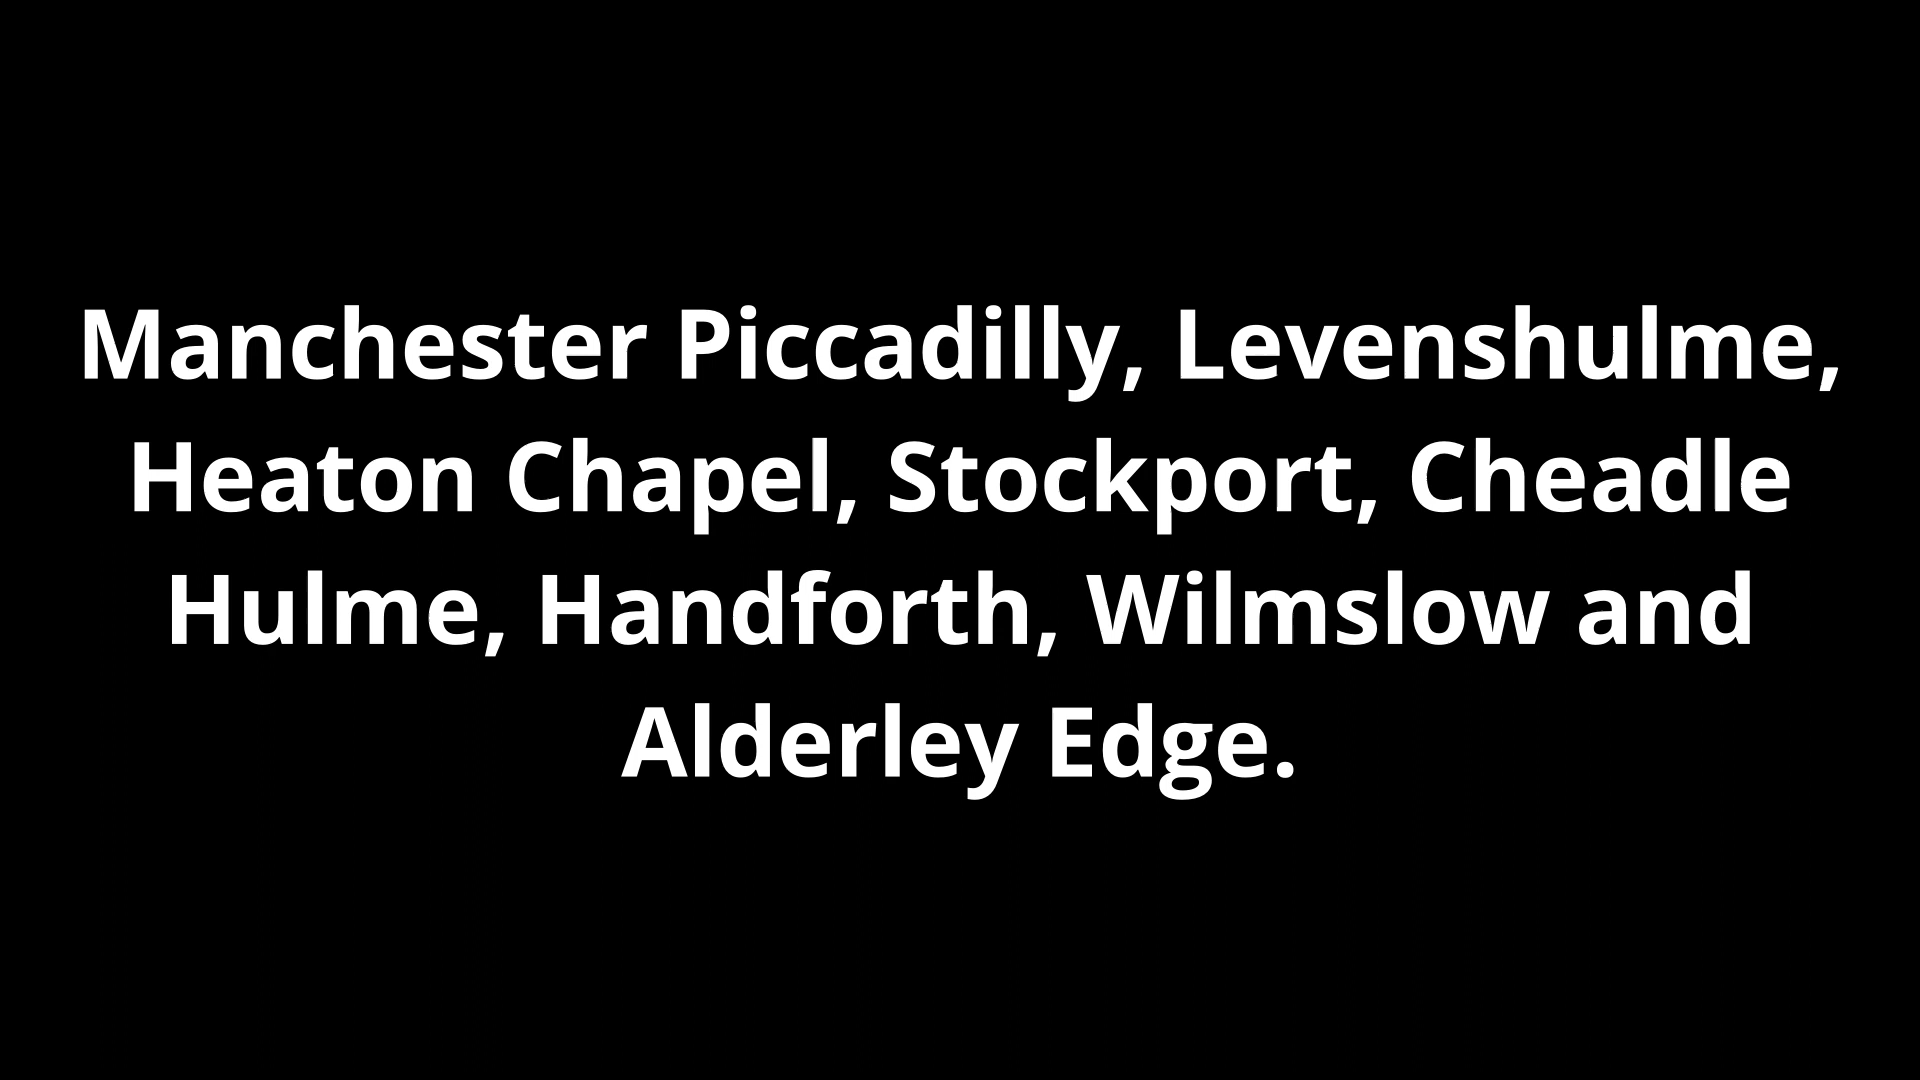 Manchester Piccadilly, Levenshulme,
Heaton Chapel, Stockport, Cheadle
Hulme, Handforth, Wilmslow and
Alderley Edge.